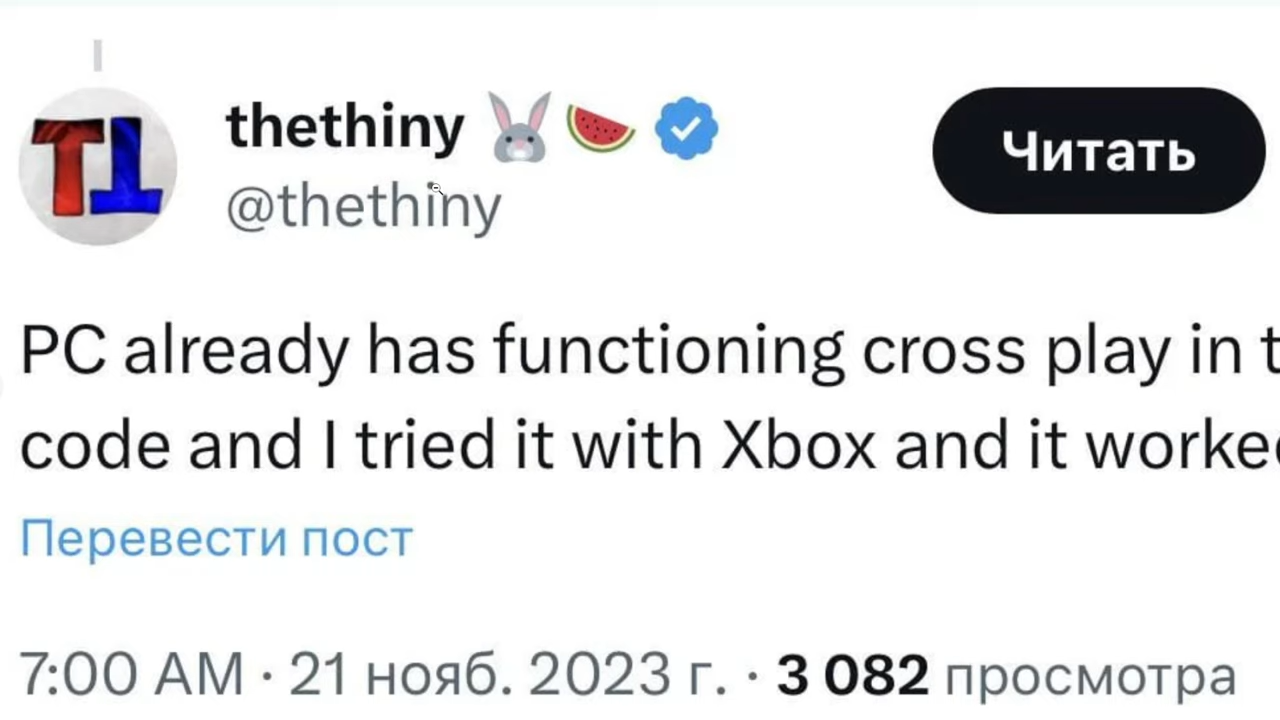 thethiny 🐰🍉
@thethiny
Читать
PC already has functioning cross play in t
code and I tried it with Xbox and it worke
Перевести пост
7:00 AM · 21 нояб. 2023 г. · 3 082 просмотра